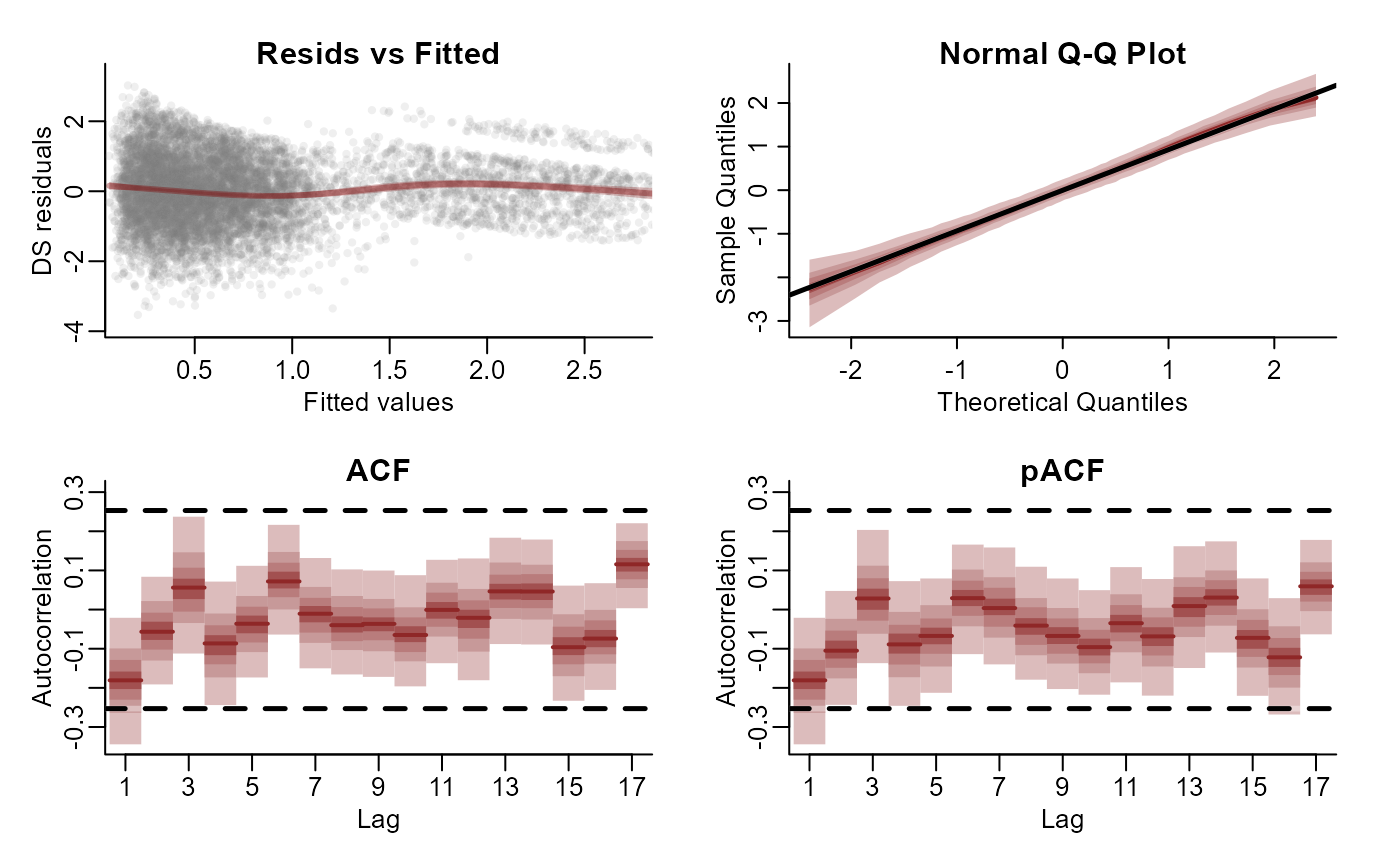 Resids vs Fitted
DS residuals
2
0
-2
-4
0.5 1.0 1.5 2.0 2.5
Fitted values
Normal Q-Q Plot
Sample Quantiles
2
1
0
-1
-3
-2 -1 0 1 2
Theoretical Quantiles
ACF
Autocorrelation
0.3
0.1
-0.1
-0.3
1 3 5 7 9 11 13 15 17
Lag
pACF
Autocorrelation
0.3
0.1
-0.1
-0.3
1 3 5 7 9 11 13 15 17
Lag